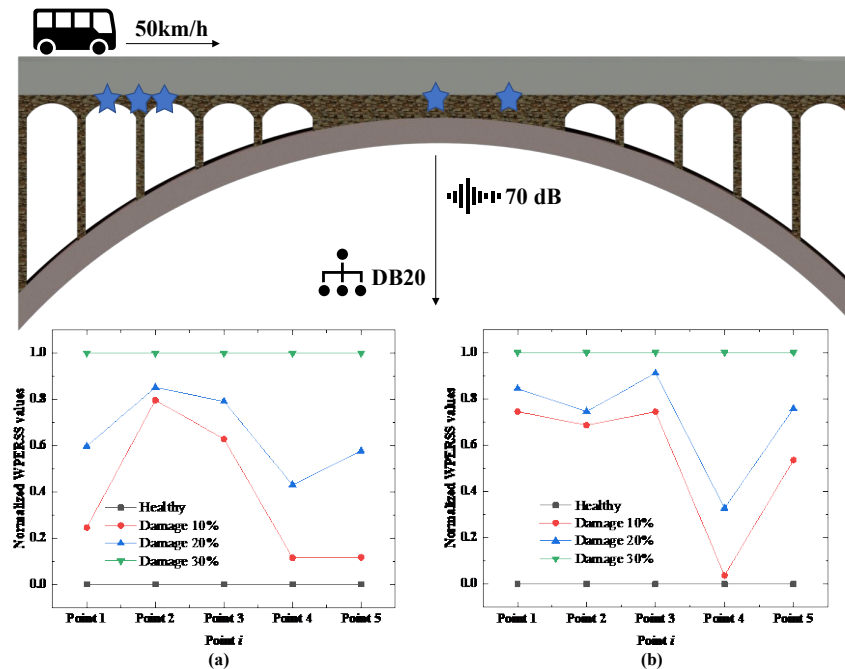 50km/h
70 dB
DB20
Normalized WPERSS values
1.0
0.8
0.6
0.4
0.2
0.0
Healthy
Damage 10%
Damage 20%
Damage 30%
Point 1 Point 2 Point 3 Point 4 Point 5
Point i
(a)
Normalized WPERSS values
1.0
0.8
0.6
0.4
0.2
0.0
Healthy
Damage 10%
Damage 20%
Damage 30%
Point 1 Point 2 Point 3 Point 4 Point 5
Point i
(b)